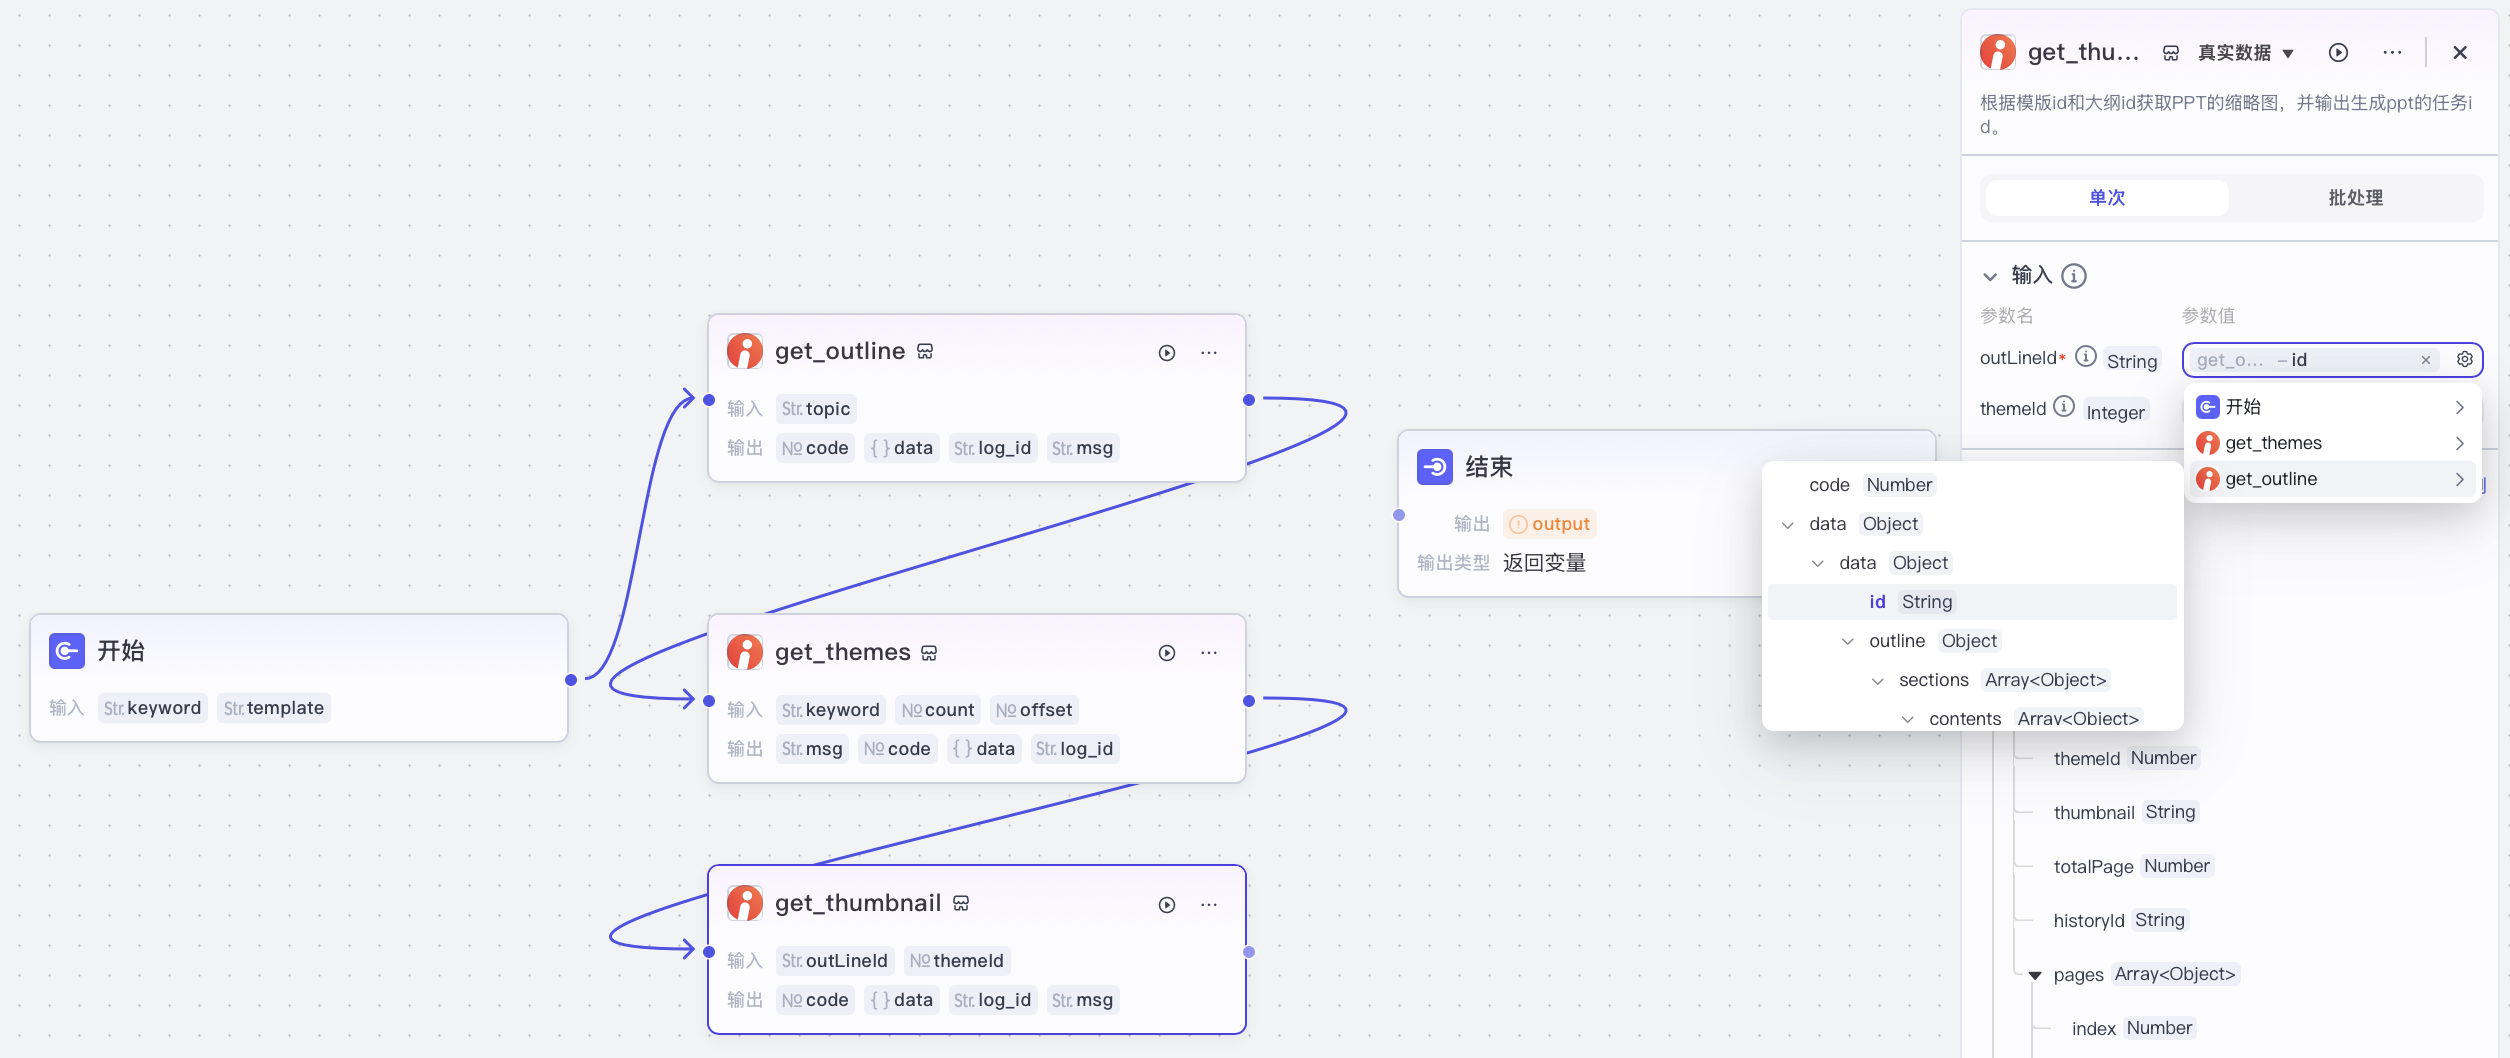 get_outline
输入 Str. topic
输出 № code { } data Str. log_id Str. msg
开始
输入 Str. keyword Str. template
get_themes
输入 Str. keyword № count № offset
输出 Str. msg № code { } data Str. log_id
get_thumbnail
输入 Str. outLineId № themeId
输出 № code { } data Str. log_id Str. msg
结束
输出 output
输出类型 返回变量
get_thu... 真实数据
根据模版id和大纲id获取PPT的缩略图，并输出生成ppt的任务i
d。
单次 批处理
输入
参数名 参数值
outLineId* String get_o... – id
themeId Integer
开始
get_themes
get_outline
code Number
data Object
data Object
id String
outline Object
sections Array<Object>
contents Array<Object>
themeId Number
thumbnail String
totalPage Number
historyId String
pages Array<Object>
index Number